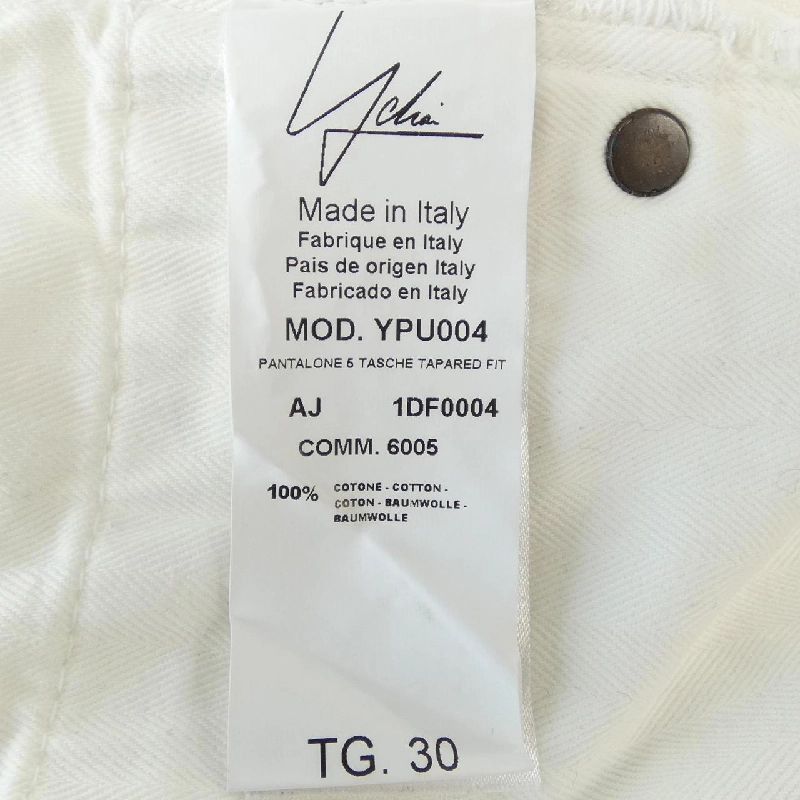 Ychai
Made in Italy
Fabrique en Italy
Pais de origen Italy
Fabricado en Italy
MOD. YPU004
PANTALONE 5 TASCHE TAPARED FIT
AJ 1DF0004
COMM. 6005
100% COTONE - COTTON -
COTON - BAUMWOLLE -
BAUMWOLLE
TG. 30